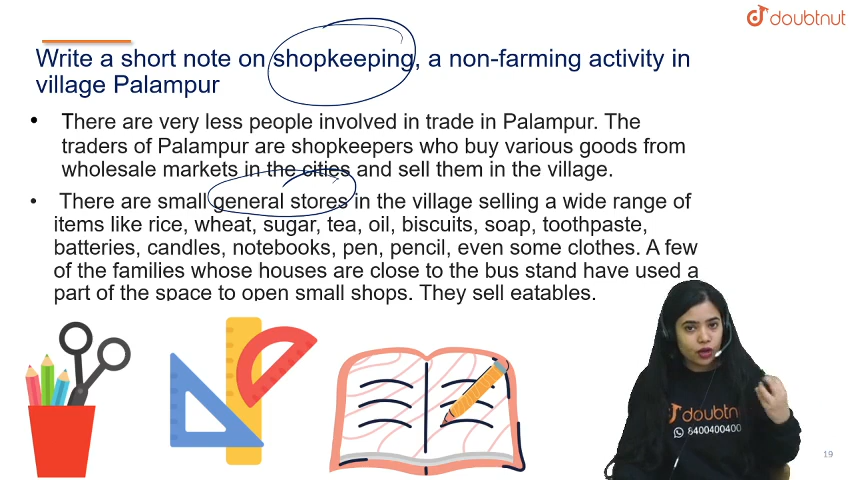 doubtnut
Write a short note on shopkeeping, a non-farming activity in
village Palampur
• There are very less people involved in trade in Palampur. The
traders of Palampur are shopkeepers who buy various goods from
wholesale markets in the cities and sell them in the village.
• There are small general stores in the village selling a wide range of
items like rice, wheat, sugar, tea, oil, biscuits, soap, toothpaste,
batteries, candles, notebooks, pen, pencil, even some clothes. A few
of the families whose houses are close to the bus stand have used a
part of the space to open small shops. They sell eatables.
doubtnu
8400400400
19